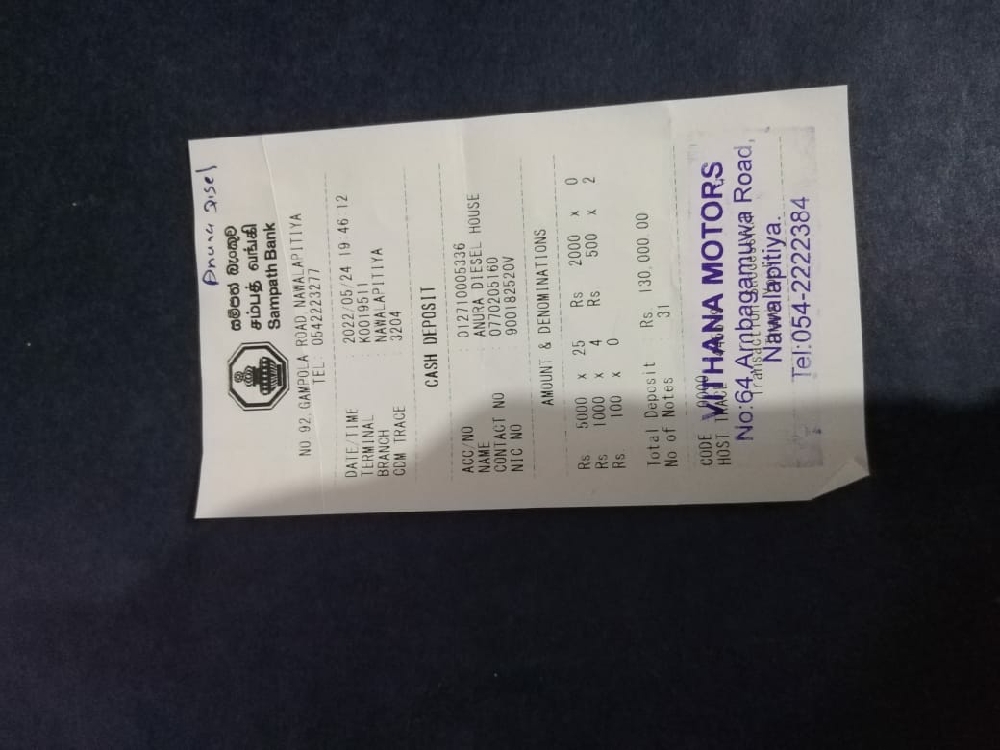 Anura Disel
සම්පත් බැංකුව
சம்பத் வங்கி
Sampath Bank
NO 92, GAMPOLA ROAD NAWALAPITIYA
TEL : 0542223277
DATE/TIME : 2022/05/24 19 46 12
TERMINAL : K0019511
BRANCH : NAWALAPITIYA
CDM TRACE : 3204
CASH DEPOSIT
ACC/NO : 012710005336
NAME : ANURA DIESEL HOUSE
CONTACT NO : 0770205160
NIC NO : 900182520V
AMOUNT & DENOMINATIONS
Rs 5000 x 25 Rs 2000 x 0
Rs 1000 x 4 Rs 500 x 2
Rs 100 x 0
Total Deposit : Rs 130,000 00
No of Notes : 31
CODE : 0000
HOST
Transaction
VITHANA MOTORS
No:64,Ambagamuwa Road,
Nawalapitiya.
Tel:054-2222384